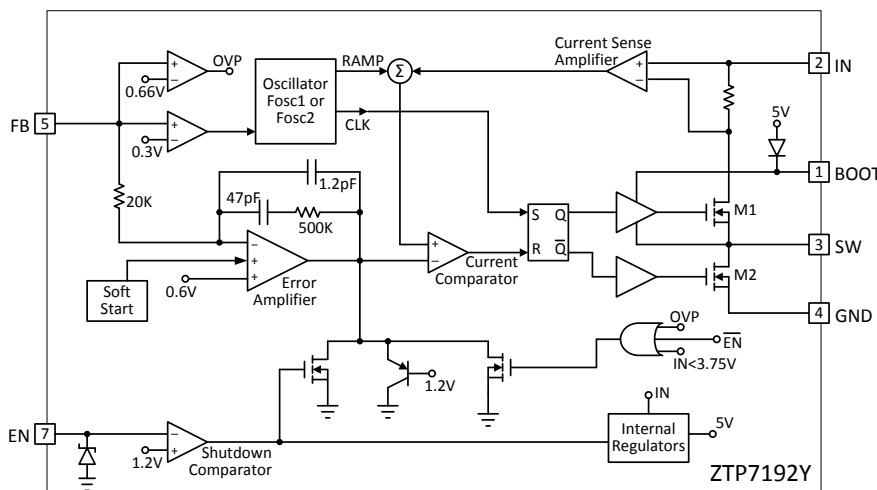 OVP
RAMP
Σ
Current Sense
Amplifier
2
IN
0.66V
Oscillator
Fosc1 or
Fosc2
5V
FB
5
CLK
0.3V
1
BOOT
1.2pF
20K
47pF
500K
S
Q
M1
R
Q̅
3
SW
Current
Comparator
M2
Soft
Start
0.6V
Error
Amplifier
4
GND
OVP
E̅N̅
IN<3.75V
1.2V
IN
EN
7
Internal
Regulators
5V
1.2V
Shutdown
Comparator
ZTP7192Y